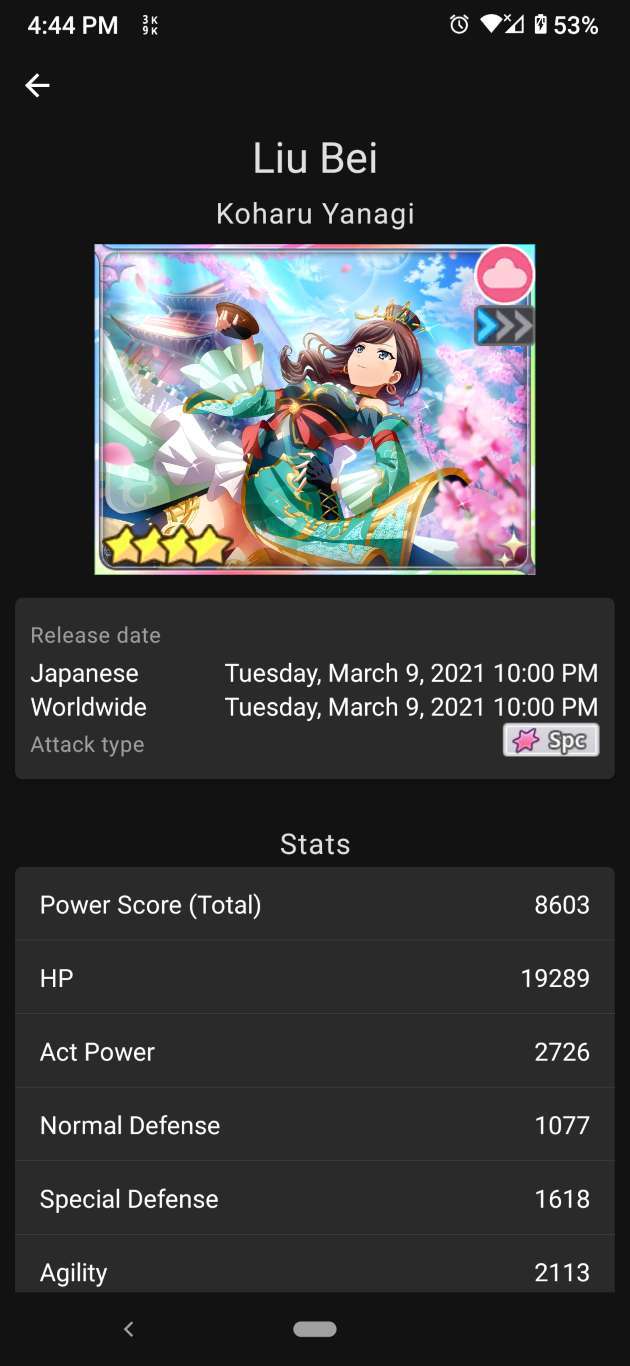 4:44 PM 3K 53%
9K
Liu Bei
Koharu Yanagi
Release date
Japanese Tuesday, March 9, 2021 10:00 PM
Worldwide Tuesday, March 9, 2021 10:00 PM
Attack type Spc
Stats
Power Score (Total) 8603
HP 19289
Act Power 2726
Normal Defense 1077
Special Defense 1618
Agility 2113